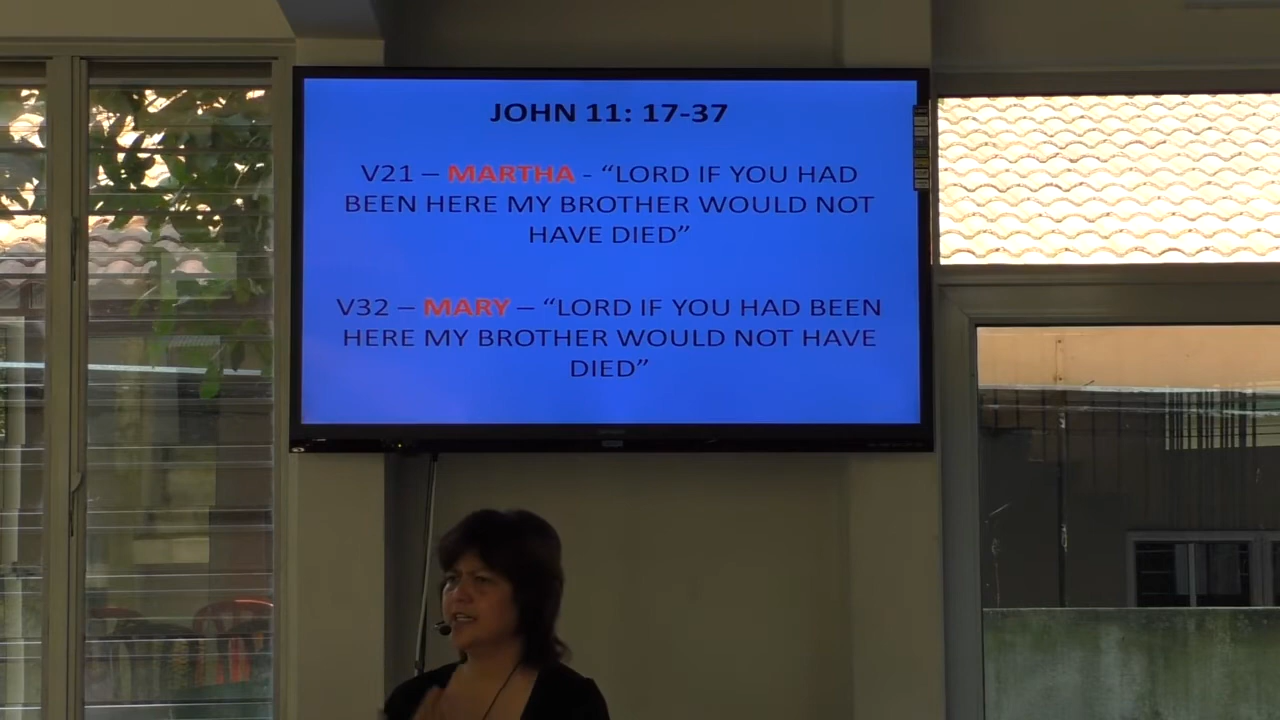 JOHN 11: 17-37
V21 – MARTHA - “LORD IF YOU HAD
BEEN HERE MY BROTHER WOULD NOT
HAVE DIED”
V32 – MARY – “LORD IF YOU HAD BEEN
HERE MY BROTHER WOULD NOT HAVE
DIED”